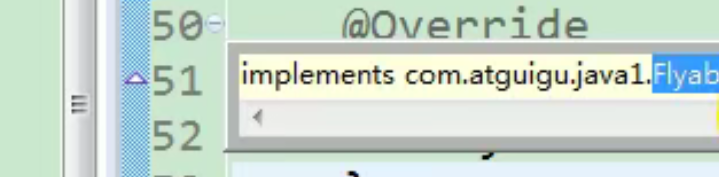 50 @Override
51 implements com.atguigu.java1.Flyab
52